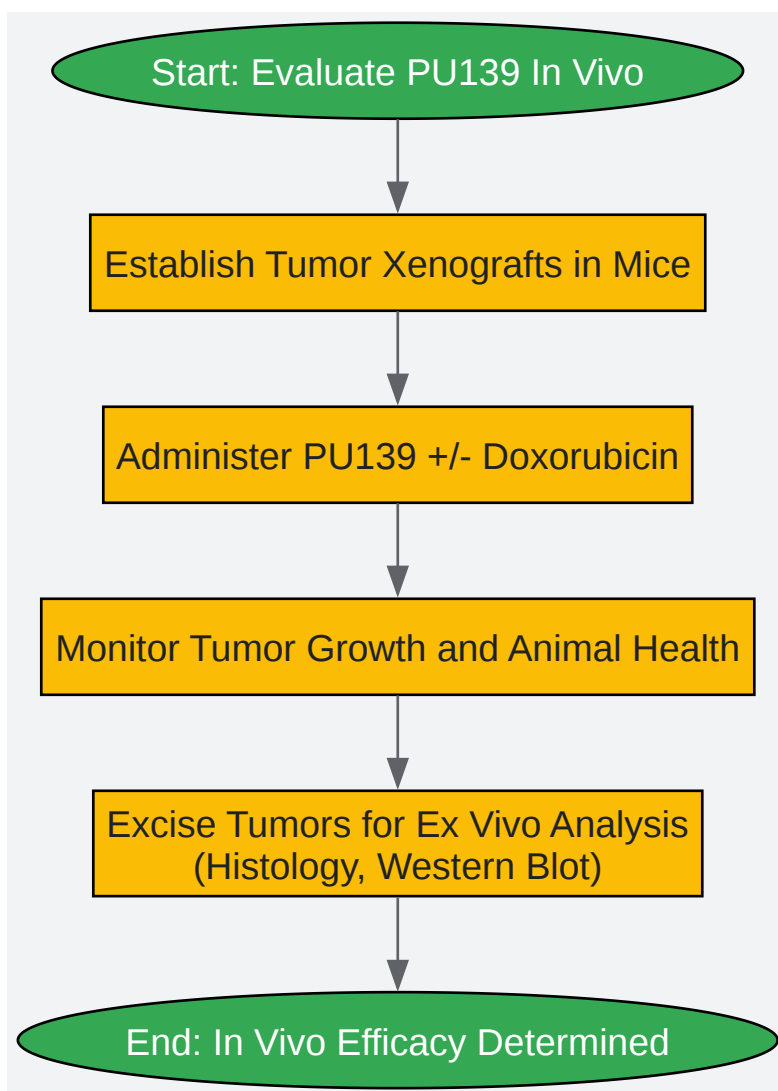 Start: Evaluate PU139 In Vivo
Establish Tumor Xenografts in Mice
Administer PU139 +/- Doxorubicin
Monitor Tumor Growth and Animal Health
Excise Tumors for Ex Vivo Analysis
(Histology, Western Blot)
End: In Vivo Efficacy Determined